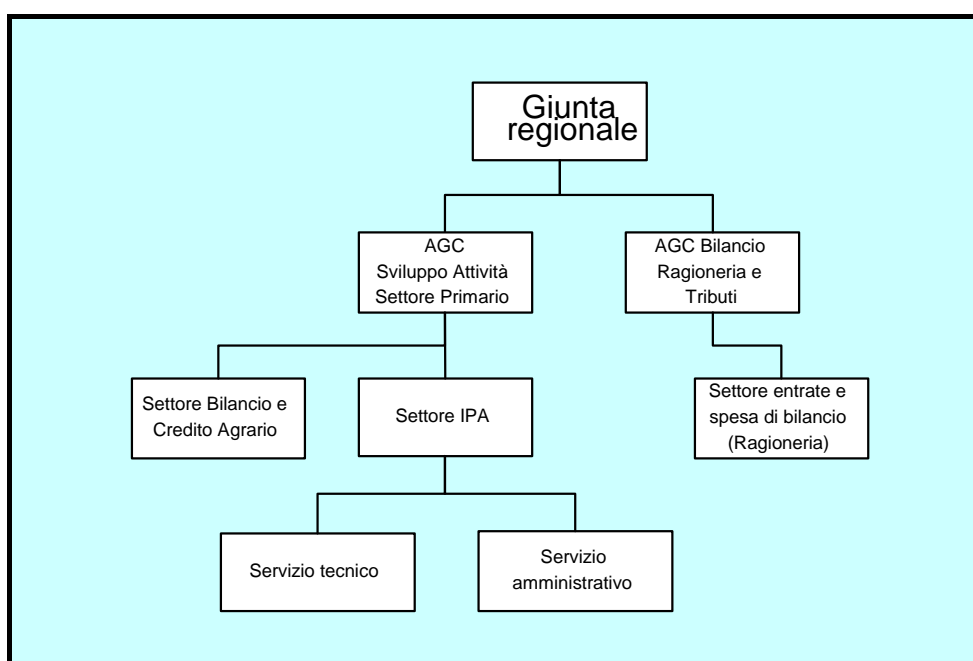 Giunta
regionale
AGC
Sviluppo Attività
Settore Primario
AGC Bilancio
Ragioneria e
Tributi
Settore Bilancio e
Credito Agrario
Settore IPA
Settore entrate e
spesa di bilancio
(Ragioneria)
Servizio tecnico
Servizio
amministrativo